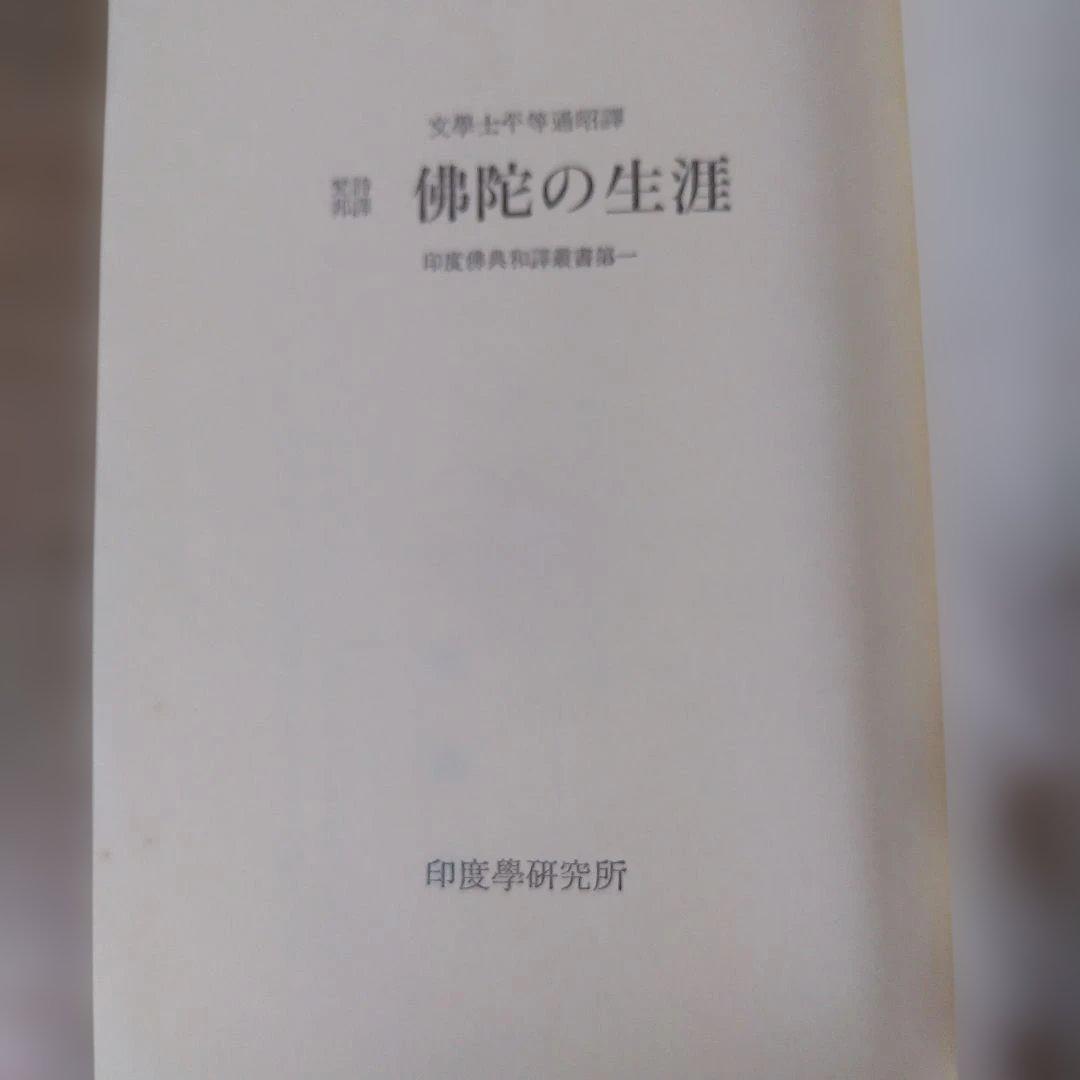 文學士平等通昭譯
梵詩
邦譯
佛陀の生涯
印度佛典和譯叢書第一
印度學研究所